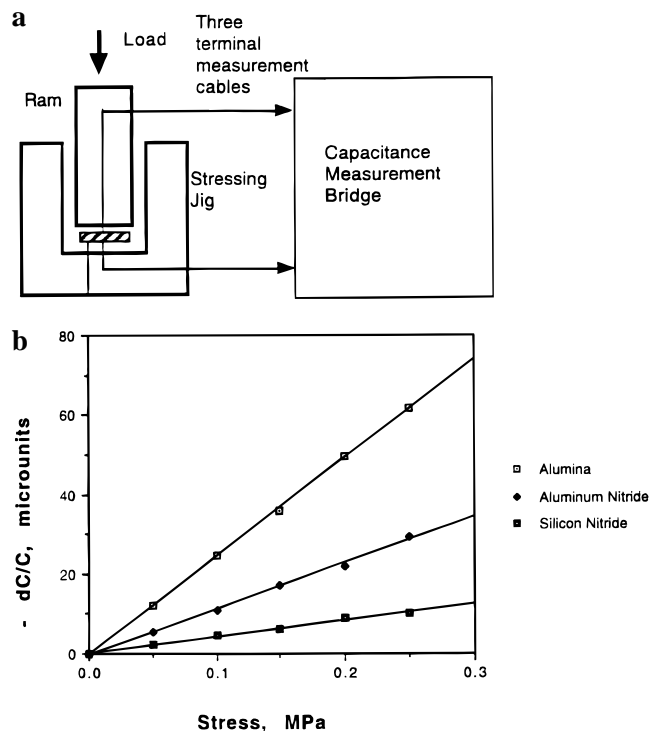 a
Load
Three
terminal
measurement
cables
Ram
Stressing
Jig
Capacitance
Measurement
Bridge
b
80
60
40
20
0
0.0
0.1
0.2
0.3
- dC/C, microunits
Stress, MPa
Alumina
Aluminum Nitride
Silicon Nitride